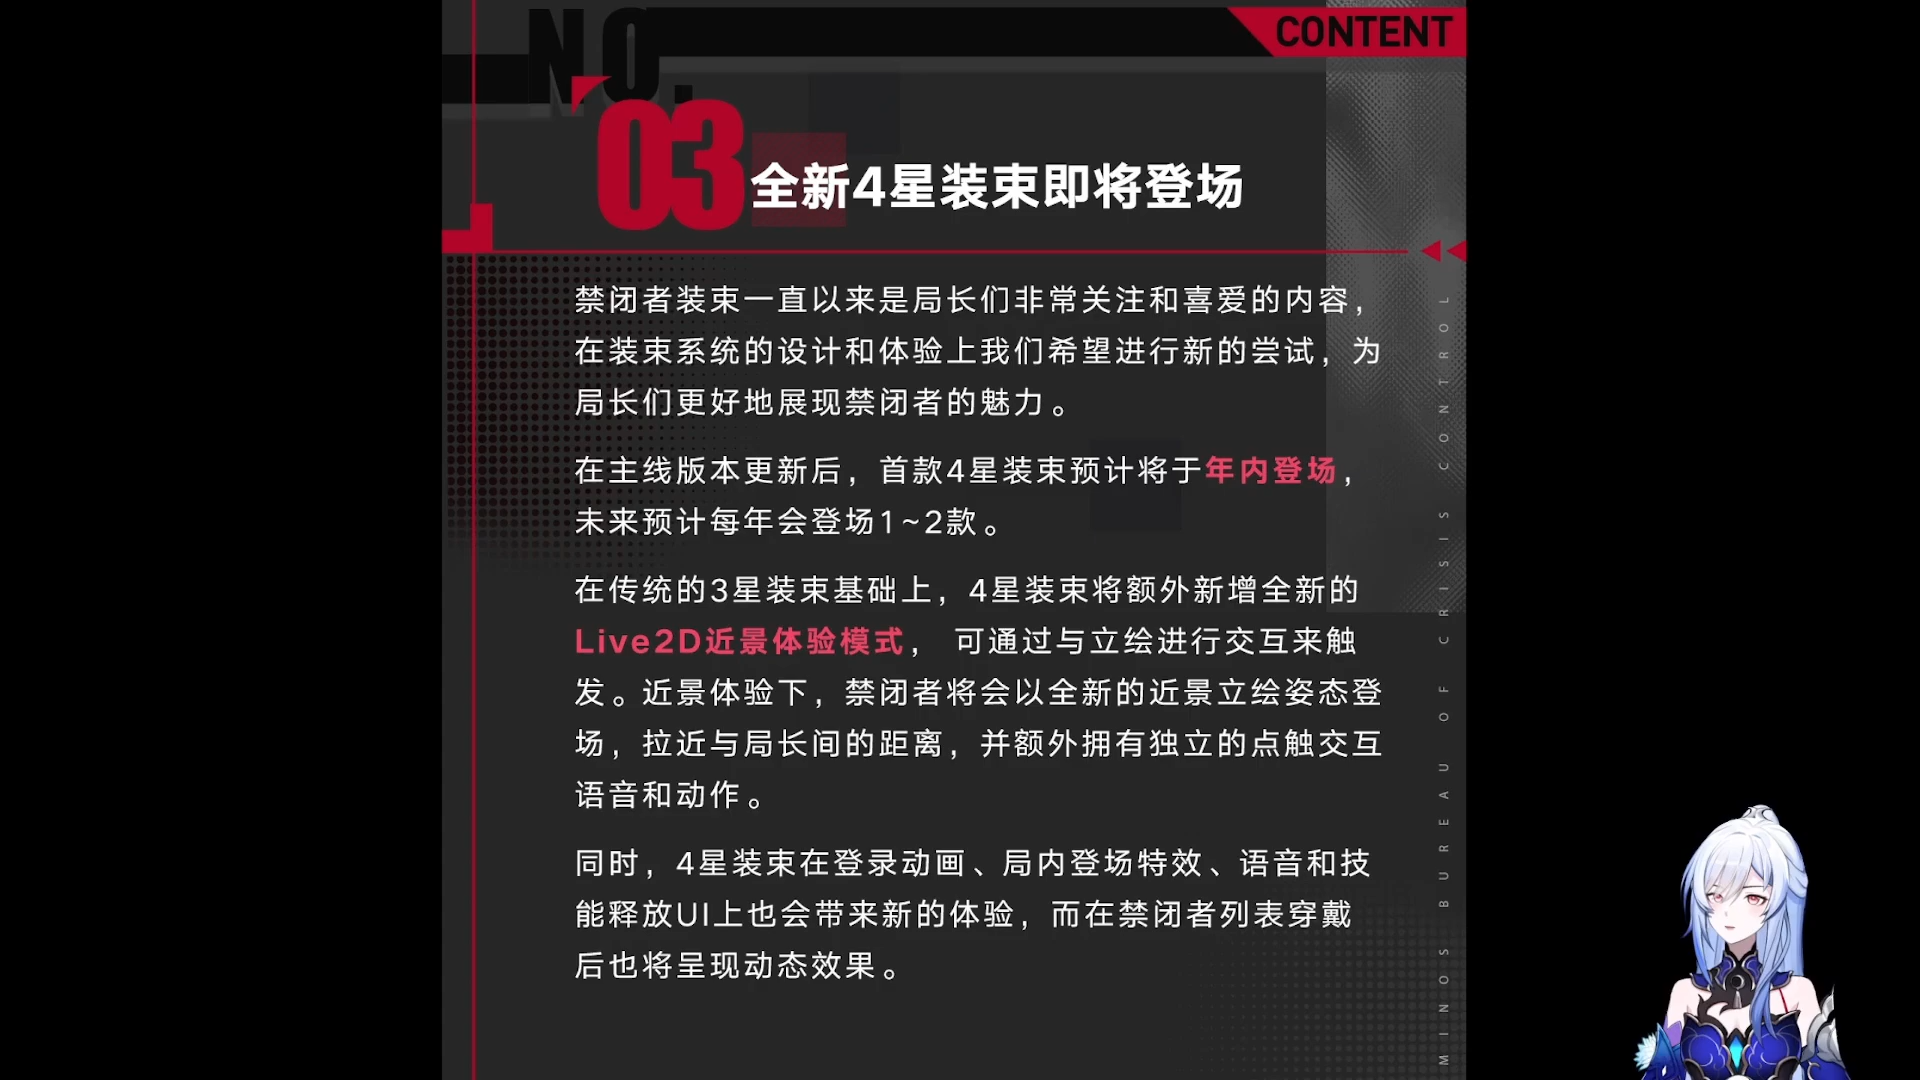 NO.
CONTENT
03
全新4星装束即将登场
禁闭者装束一直以来是局长们非常关注和喜爱的内容，
在装束系统的设计和体验上我们希望进行新的尝试，为
局长们更好地展现禁闭者的魅力。
在主线版本更新后，首款4星装束预计将于年内登场，
未来预计每年会登场1~2款。
在传统的3星装束基础上，4星装束将额外新增全新的
Live2D近景体验模式， 可通过与立绘进行交互来触
发。近景体验下，禁闭者将会以全新的近景立绘姿态登
场，拉近与局长间的距离，并额外拥有独立的点触交互
语音和动作。
同时，4星装束在登录动画、局内登场特效、语音和技
能释放UI上也会带来新的体验，而在禁闭者列表穿戴
后也将呈现动态效果。
MINOS BUREAU OF CRISIS CONTROL